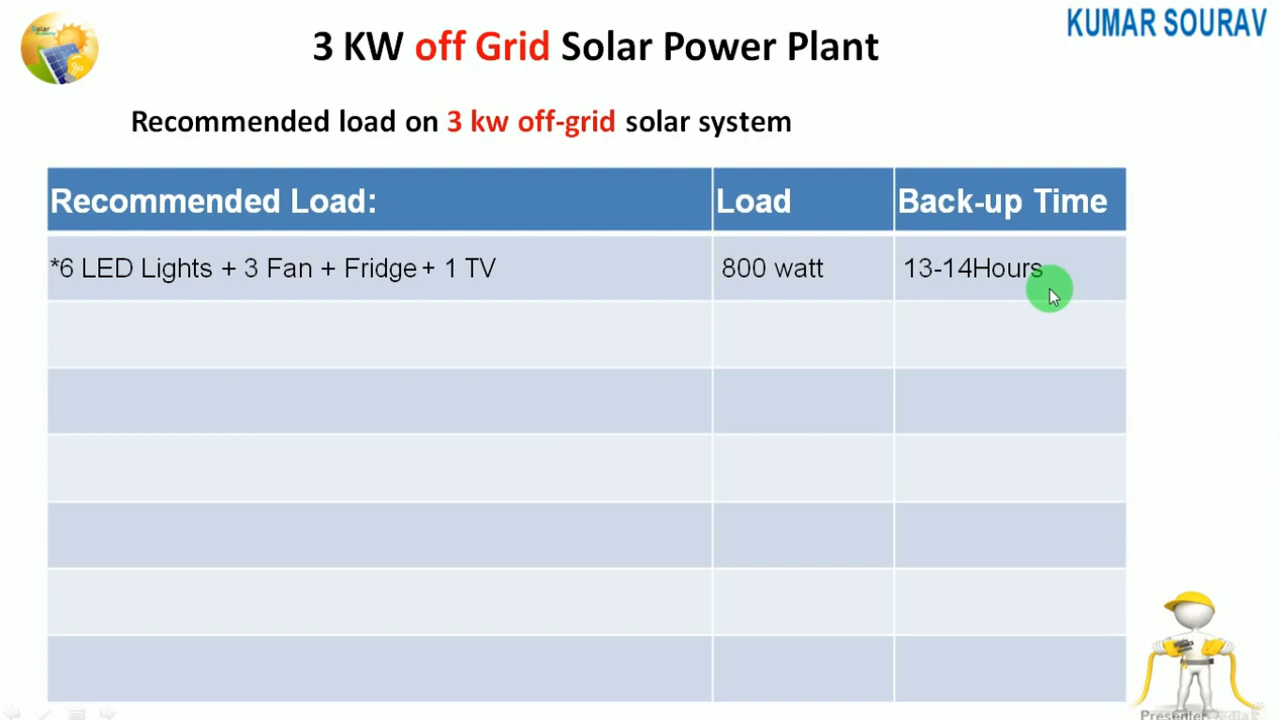 KUMAR SOURAV
Solar
3 KW off Grid Solar Power Plant
Recommended load on 3 kw off-grid solar system
Recommended Load: Load Back-up Time
*6 LED Lights + 3 Fan + Fridge + 1 TV 800 watt 13-14Hours